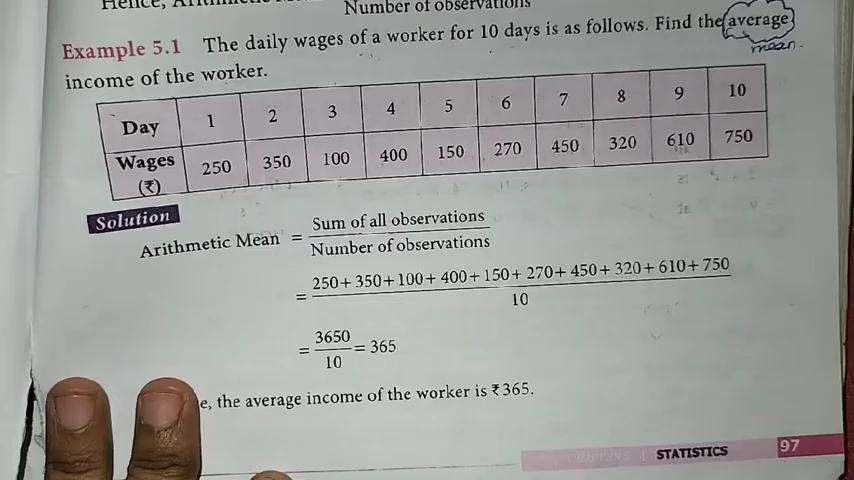 Number of observations
Example 5.1 The daily wages of a worker for 10 days is as follows. Find the average
mean.
income of the worker.
Day 1 2 3 4 5 6 7 8 9 10
Wages (₹) 250 350 100 400 150 270 450 320 610 750
Solution
Arithmetic Mean = Sum of all observations / Number of observations
= 250+350+100+400+150+270+450+320+610+750 / 10
= 3650 / 10 = 365
e, the average income of the worker is ₹365.
STATISTICS 97